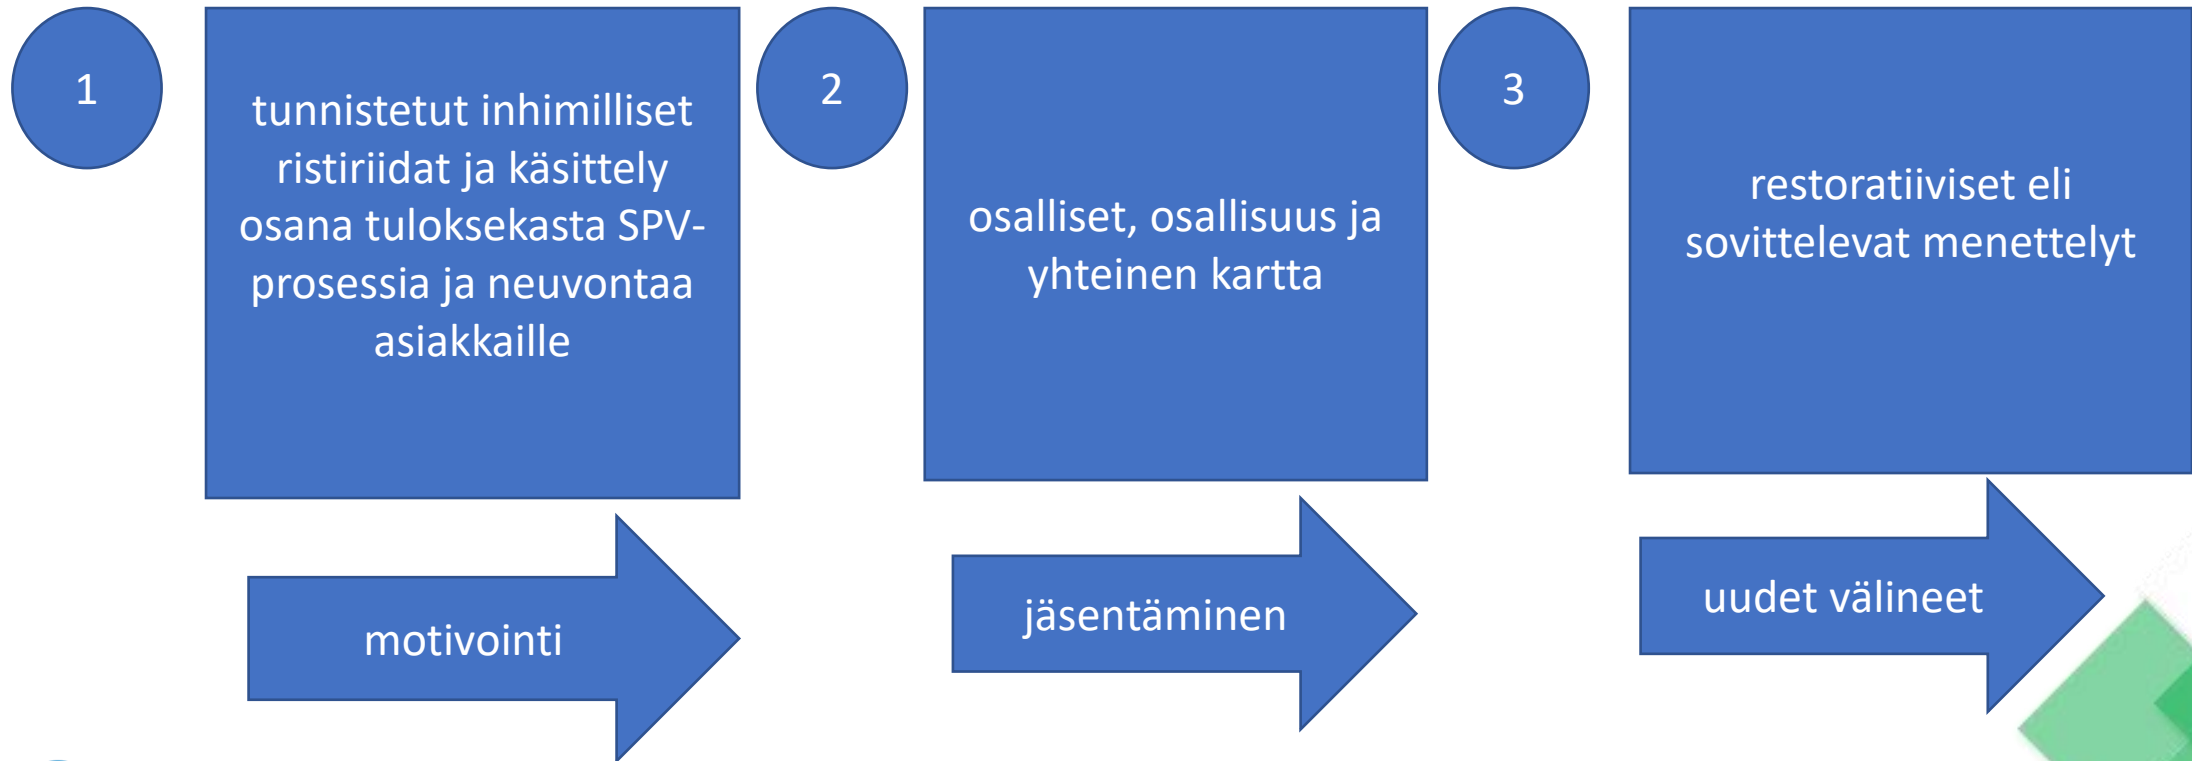 1
tunnistetut inhimilliset
ristiriidat ja käsittely
osana tuloksekasta SPV-
prosessia ja neuvontaa
asiakkaille
motivointi
2
osalliset, osallisuus ja
yhteinen kartta
jäsentäminen
3
restoratiiviset eli
sovittelevat menettelyt
uudet välineet